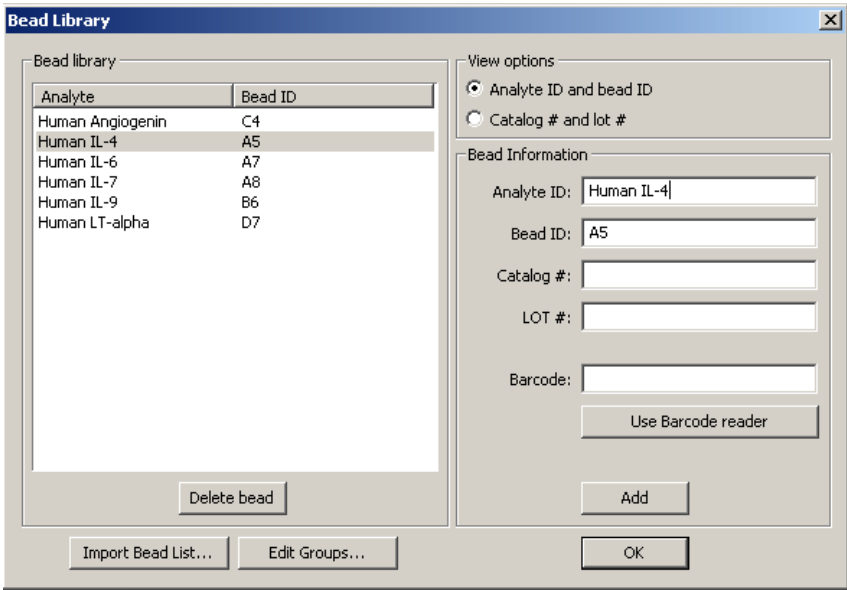 Bead Library
Bead library
Analyte Bead ID
Human Angiogenin C4
Human IL-4 A5
Human IL-6 A7
Human IL-7 A8
Human IL-9 B6
Human LT-alpha D7
Delete bead
Import Bead List...
Edit Groups...
View options
Analyte ID and bead ID
Catalog # and lot #
Bead Information
Analyte ID: Human IL-4
Bead ID: A5
Catalog #:
LOT #:
Barcode:
Use Barcode reader
Add
OK